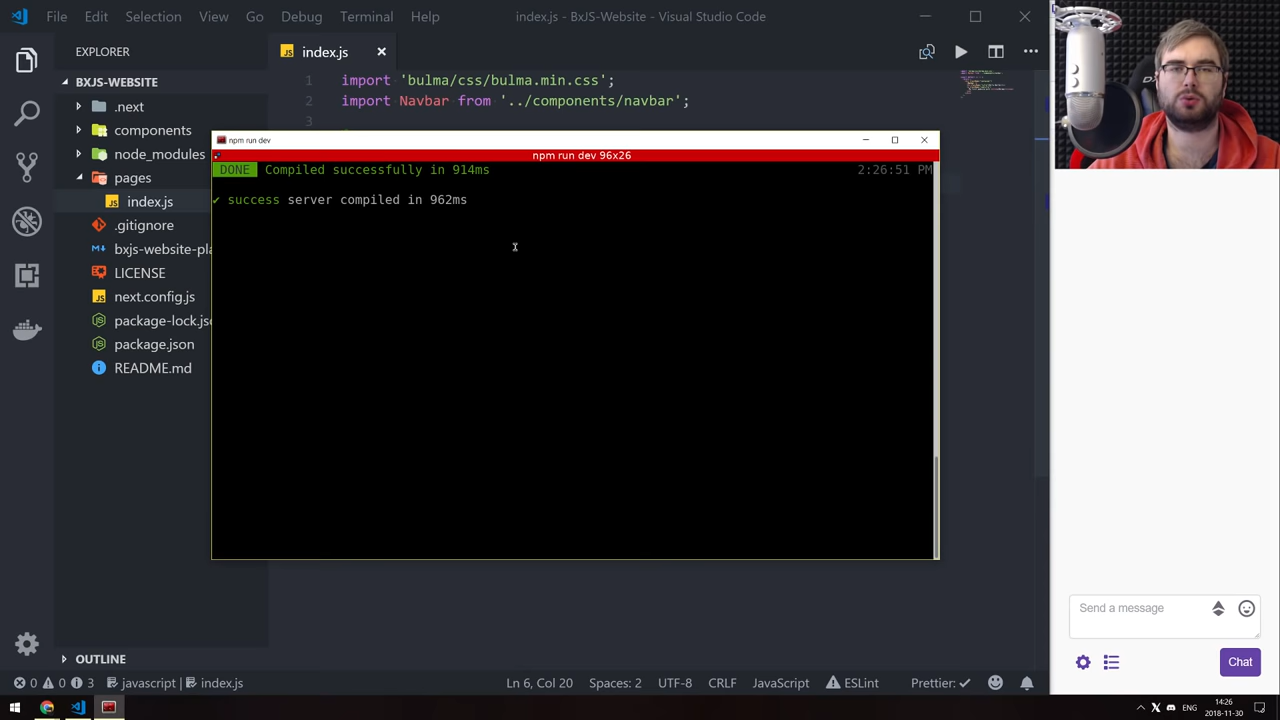 File Edit Selection View Go Debug Terminal Help
index.js - BxJS-Website - Visual Studio Code
EXPLORER
BXJS-WEBSITE
.next
components
node_modules
pages
index.js
.gitignore
bxjs-website-pla
LICENSE
next.config.js
package-lock.jso
package.json
README.md
OUTLINE
JS index.js
1 import 'bulma/css/bulma.min.css';
2 import Navbar from '../components/navbar';
3
npm run dev
npm run dev 96x26
DONE Compiled successfully in 914ms 2:26:51 PM
✔ success server compiled in 962ms
Send a message
Chat
0 0 3 javascript index.js Ln 6, Col 20 Spaces: 2 UTF-8 CRLF JavaScript ESLint Prettier: ✓
ENG
14:26
2018-11-30